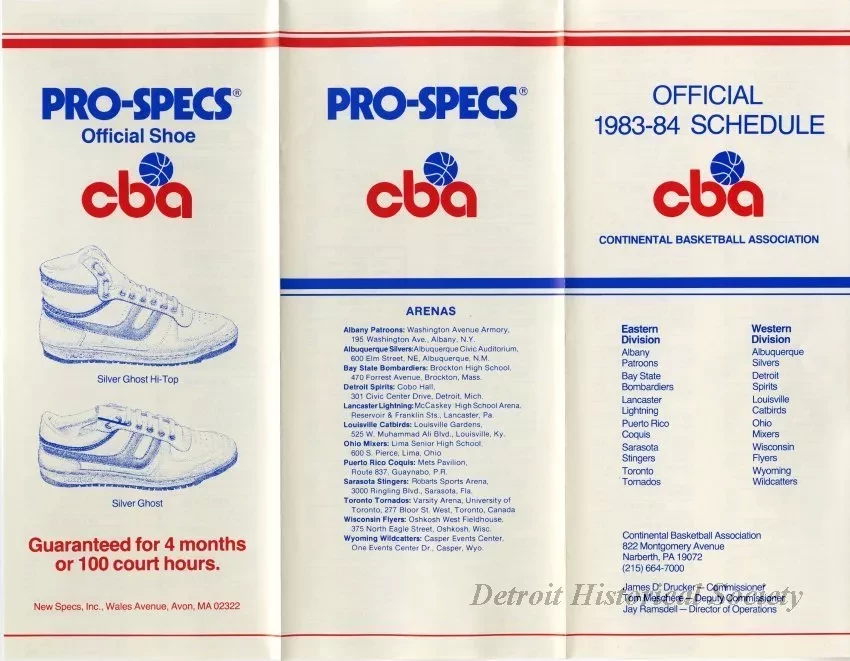 PRO-SPECS®
Official Shoe
cba
Silver Ghost Hi-Top
Silver Ghost
Guaranteed for 4 months
or 100 court hours.
New Specs, Inc., Wales Avenue, Avon, MA 02322
PRO-SPECS®
cba
ARENAS
Albany Patroons: Washington Avenue Armory,
195 Washington Ave., Albany, N.Y.
Albuquerque Silvers: Albuquerque Civic Auditorium,
600 Elm Street, NE, Albuquerque, N.M.
Bay State Bombardiers: Brockton High School,
470 Forrest Avenue, Brockton, Mass.
Detroit Spirits: Cobo Hall,
301 Civic Center Drive, Detroit, Mich.
Lancaster Lightning: McCaskey High School Arena,
Reservoir & Franklin Sts., Lancaster, Pa.
Louisville Catbirds: Louisville Gardens,
525 W. Muhammad Ali Blvd., Louisville, Ky.
Ohio Mixers: Lima Senior High School,
600 S. Pierce, Lima, Ohio
Puerto Rico Coquis: Mets Pavilion,
Route 837, Guaynabo, P.R.
Sarasota Stingers: Robarts Sports Arena,
3000 Ringling Blvd., Sarasota, Fla.
Toronto Tornados: Varsity Arena, University of
Toronto, 277 Bloor St. West, Toronto, Canada
Wisconsin Flyers: Oshkosh West Fieldhouse,
375 North Eagle Street, Oshkosh, Wisc.
Wyoming Wildcatters: Casper Events Center,
One Events Center Dr., Casper, Wyo.
OFFICIAL
1983-84 SCHEDULE
cba
CONTINENTAL BASKETBALL ASSOCIATION
Eastern
Division
Albany
Patroons
Bay State
Bombardiers
Lancaster
Lightning
Puerto Rico
Coquis
Sarasota
Stingers
Toronto
Tornados
Western
Division
Albuquerque
Silvers
Detroit
Spirits
Louisville
Catbirds
Ohio
Mixers
Wisconsin
Flyers
Wyoming
Wildcatters
Continental Basketball Association
822 Montgomery Avenue
Narberth, PA 19072
(215) 664-7000
James D. Drucker – Commissioner
Tom Meschere – Deputy Commissioner
Jay Ramsdell – Director of Operations
Detroit Historical Society